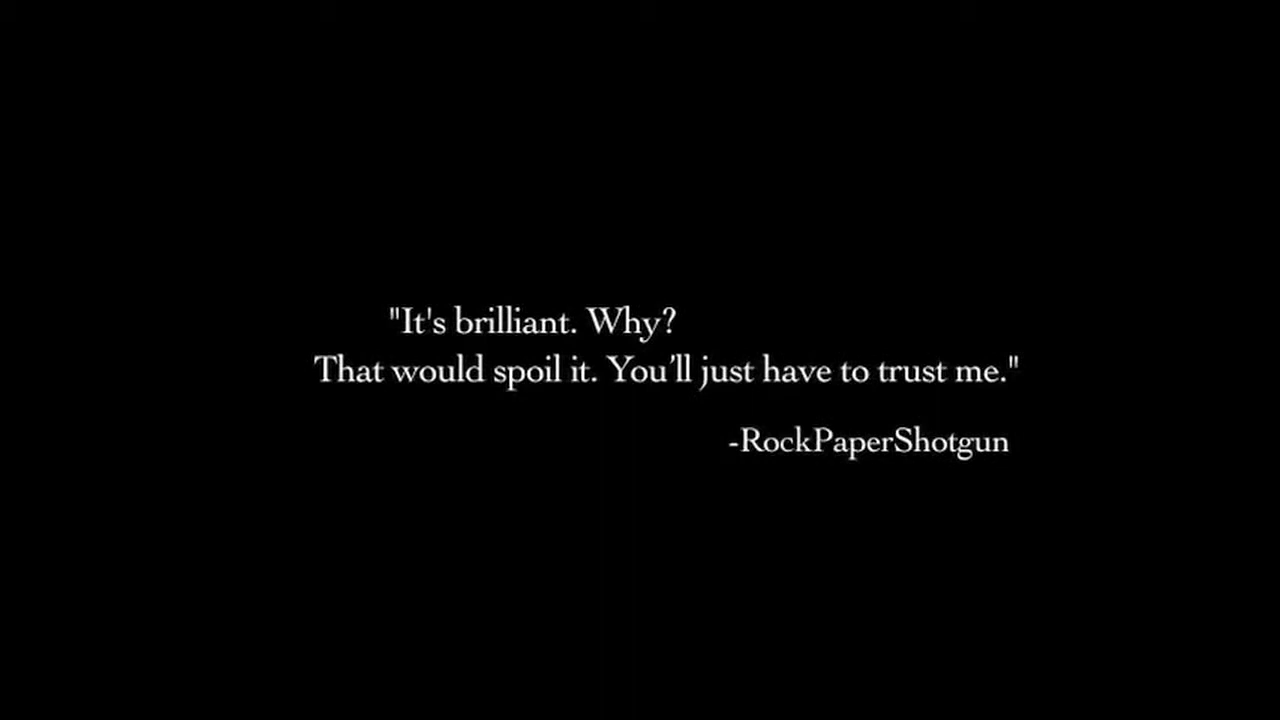 "It's brilliant. Why?
That would spoil it. You’ll just have to trust me."
-RockPaperShotgun